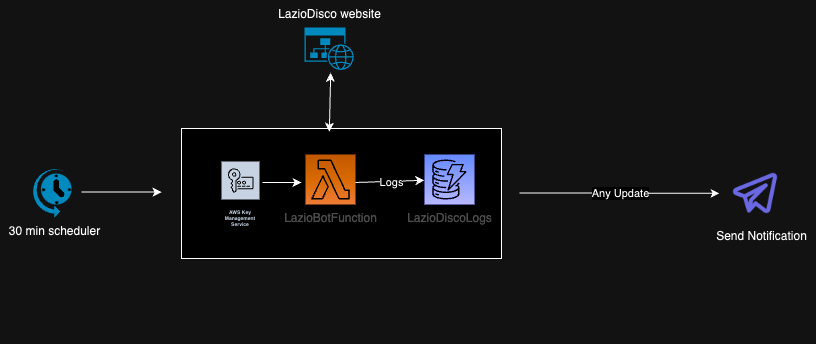 LazioDisco website
AWS Key
Management
Service
Logs
LazioBotFunction
LazioDiscoLogs
30 min scheduler
Any Update
Send Notification